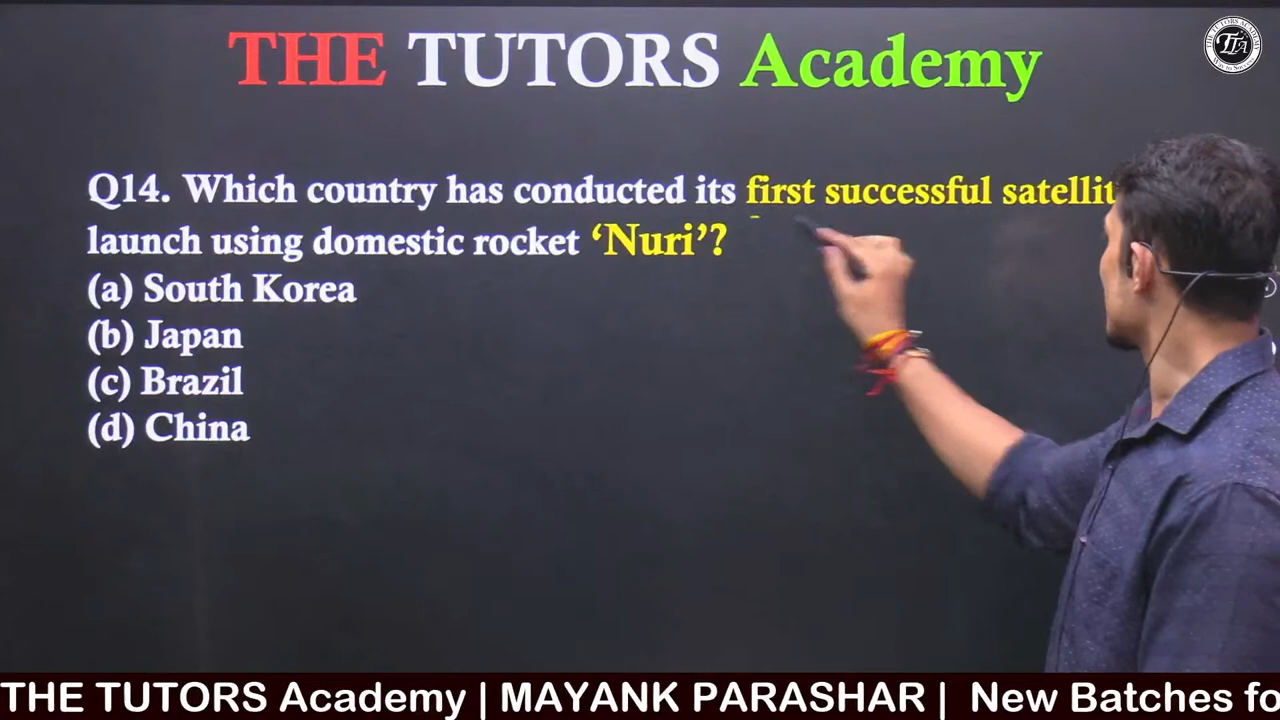 THE TUTORS Academy
Q14. Which country has conducted its first successful satellit
launch using domestic rocket ‘Nuri’?
(a) South Korea
(b) Japan
(c) Brazil
(d) China
THE TUTORS Academy | MAYANK PARASHAR | New Batches fo